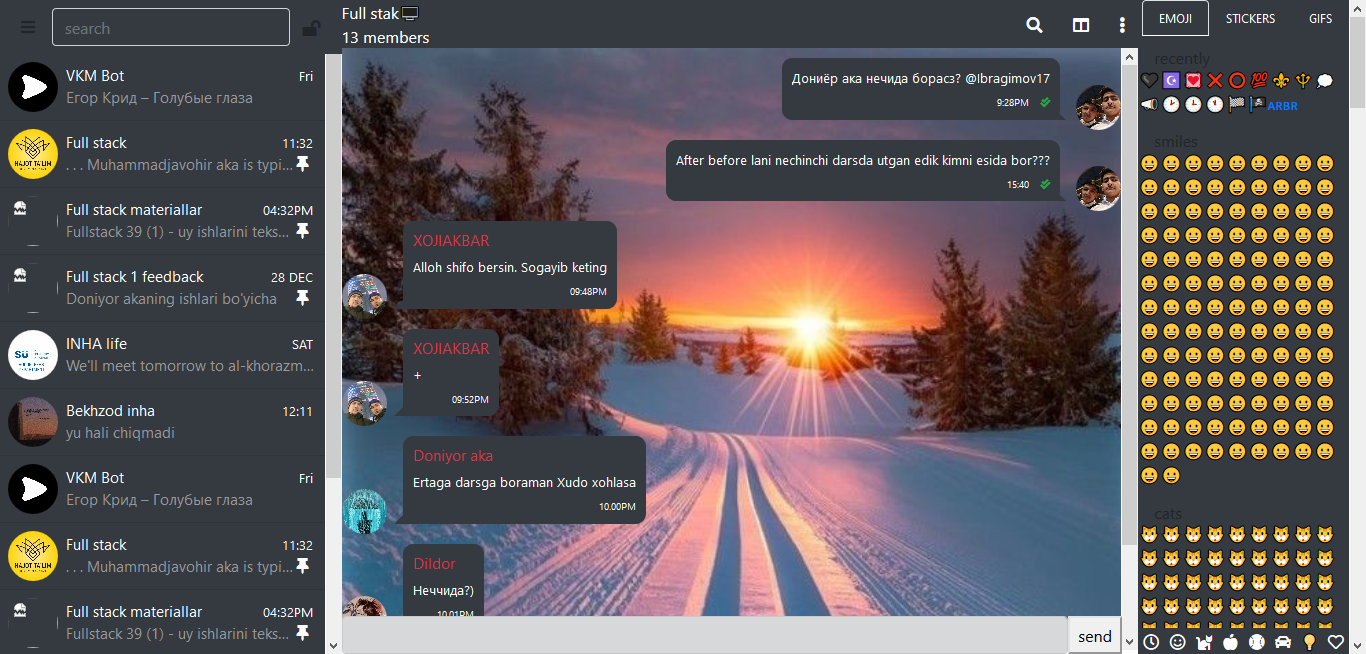 search
VKM Bot Fri
Егор Крид – Голубые глаза
Full stack 11:32
. . . Muhammadjavohir aka is typi...
Full stack materiallar 04:32PM
Fullstack 39 (1) - uy ishlarini teks...
Full stack 1 feedback 28 DEC
Doniyor akaning ishlari bo'yicha
INHA life SAT
We'll meet tomorrow to al-khorazm...
Bekhzod inha 12:11
yu hali chiqmadi
VKM Bot Fri
Егор Крид – Голубые глаза
Full stack 11:32
. . . Muhammadjavohir aka is typi...
Full stack materiallar 04:32PM
Fullstack 39 (1) - uy ishlarini teks...
HAJOT TA'LIM
HAJOT TA'LIM
Full stak
13 members
Дониёр ака нечида борасз? @Ibragimov17
9:28PM
After before lani nechinchi darsda utgan edik kimni esida bor???
15:40
XOJIAKBAR
Alloh shifo bersin. Sogayib keting
09:48PM
XOJIAKBAR
+
09:52PM
Doniyor aka
Ertaga darsga boraman Xudo xohlasa
10.00PM
Dildor
Неччида?)
10.01PM
send
EMOJI STICKERS GIFS
recently
ARBR
smiles
cats